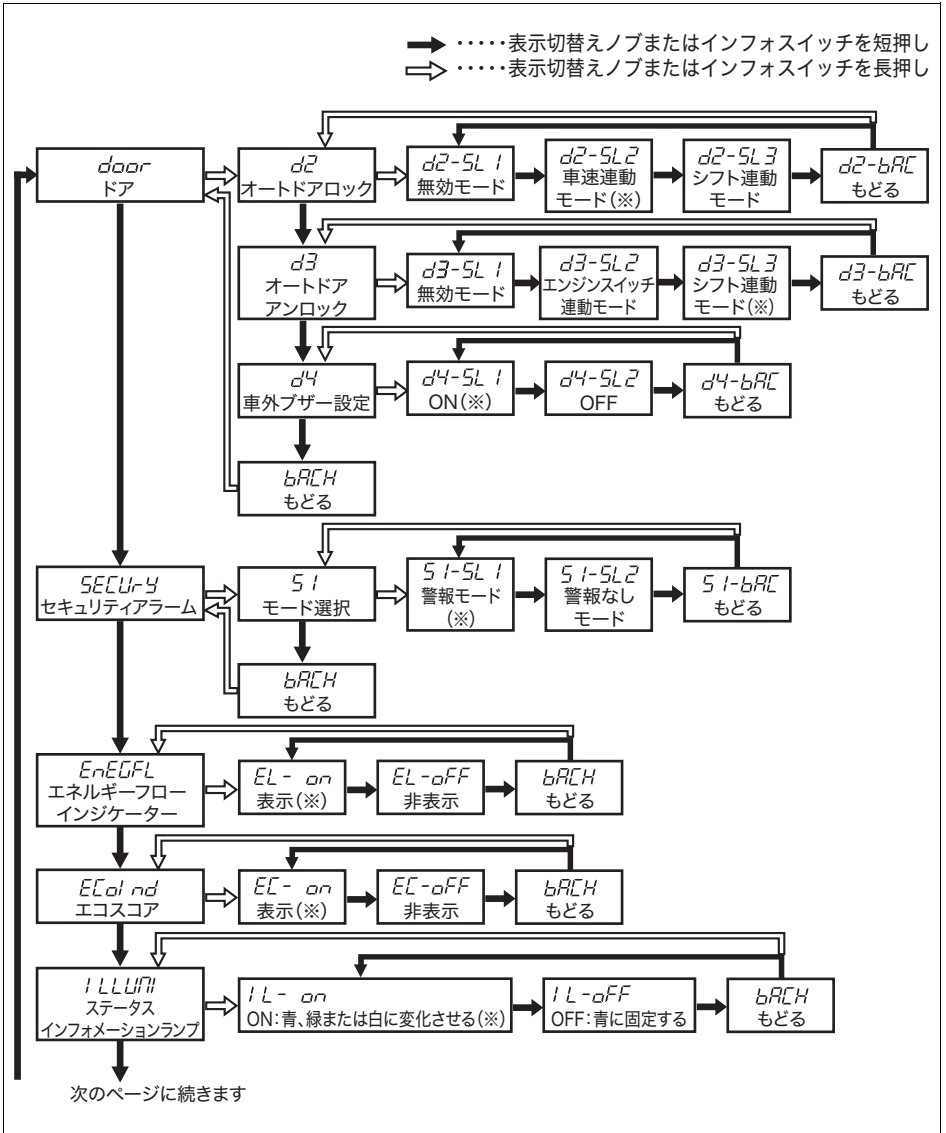 ·····表示切替えノブまたはインフォスイッチを短押し
·····表示切替えノブまたはインフォスイッチを長押し
door
ドア
d2
オートドアロック
d2-SL1
無効モード
d2-SL2
車速連動
モード(※)
d2-SL3
シフト連動
モード
d2-bAC
もどる
d3
オートドア
アンロック
d3-SL1
無効モード
d3-SL2
エンジンスイッチ
連動モード
d3-SL3
シフト連動
モード(※)
d3-bAC
もどる
d4
車外ブザー設定
d4-SL1
ON(※)
d4-SL2
OFF
d4-bAC
もどる
bACH
もどる
SECUrY
セキュリティアラーム
S1
モード選択
S1-SL1
警報モード
(※)
S1-SL2
警報なし
モード
S1-bAC
もどる
bACH
もどる
EnEGFL
エネルギーフロー
インジケーター
EL- on
表示(※)
EL-oFF
非表示
bACH
もどる
ECoInd
エコスコア
EC- on
表示(※)
EC-oFF
非表示
bACH
もどる
ILLUMI
ステータス
インフォメーションランプ
IL- on
ON:青、緑または白に変化させる(※)
IL-oFF
OFF:青に固定する
bACH
もどる
次のページに続きます